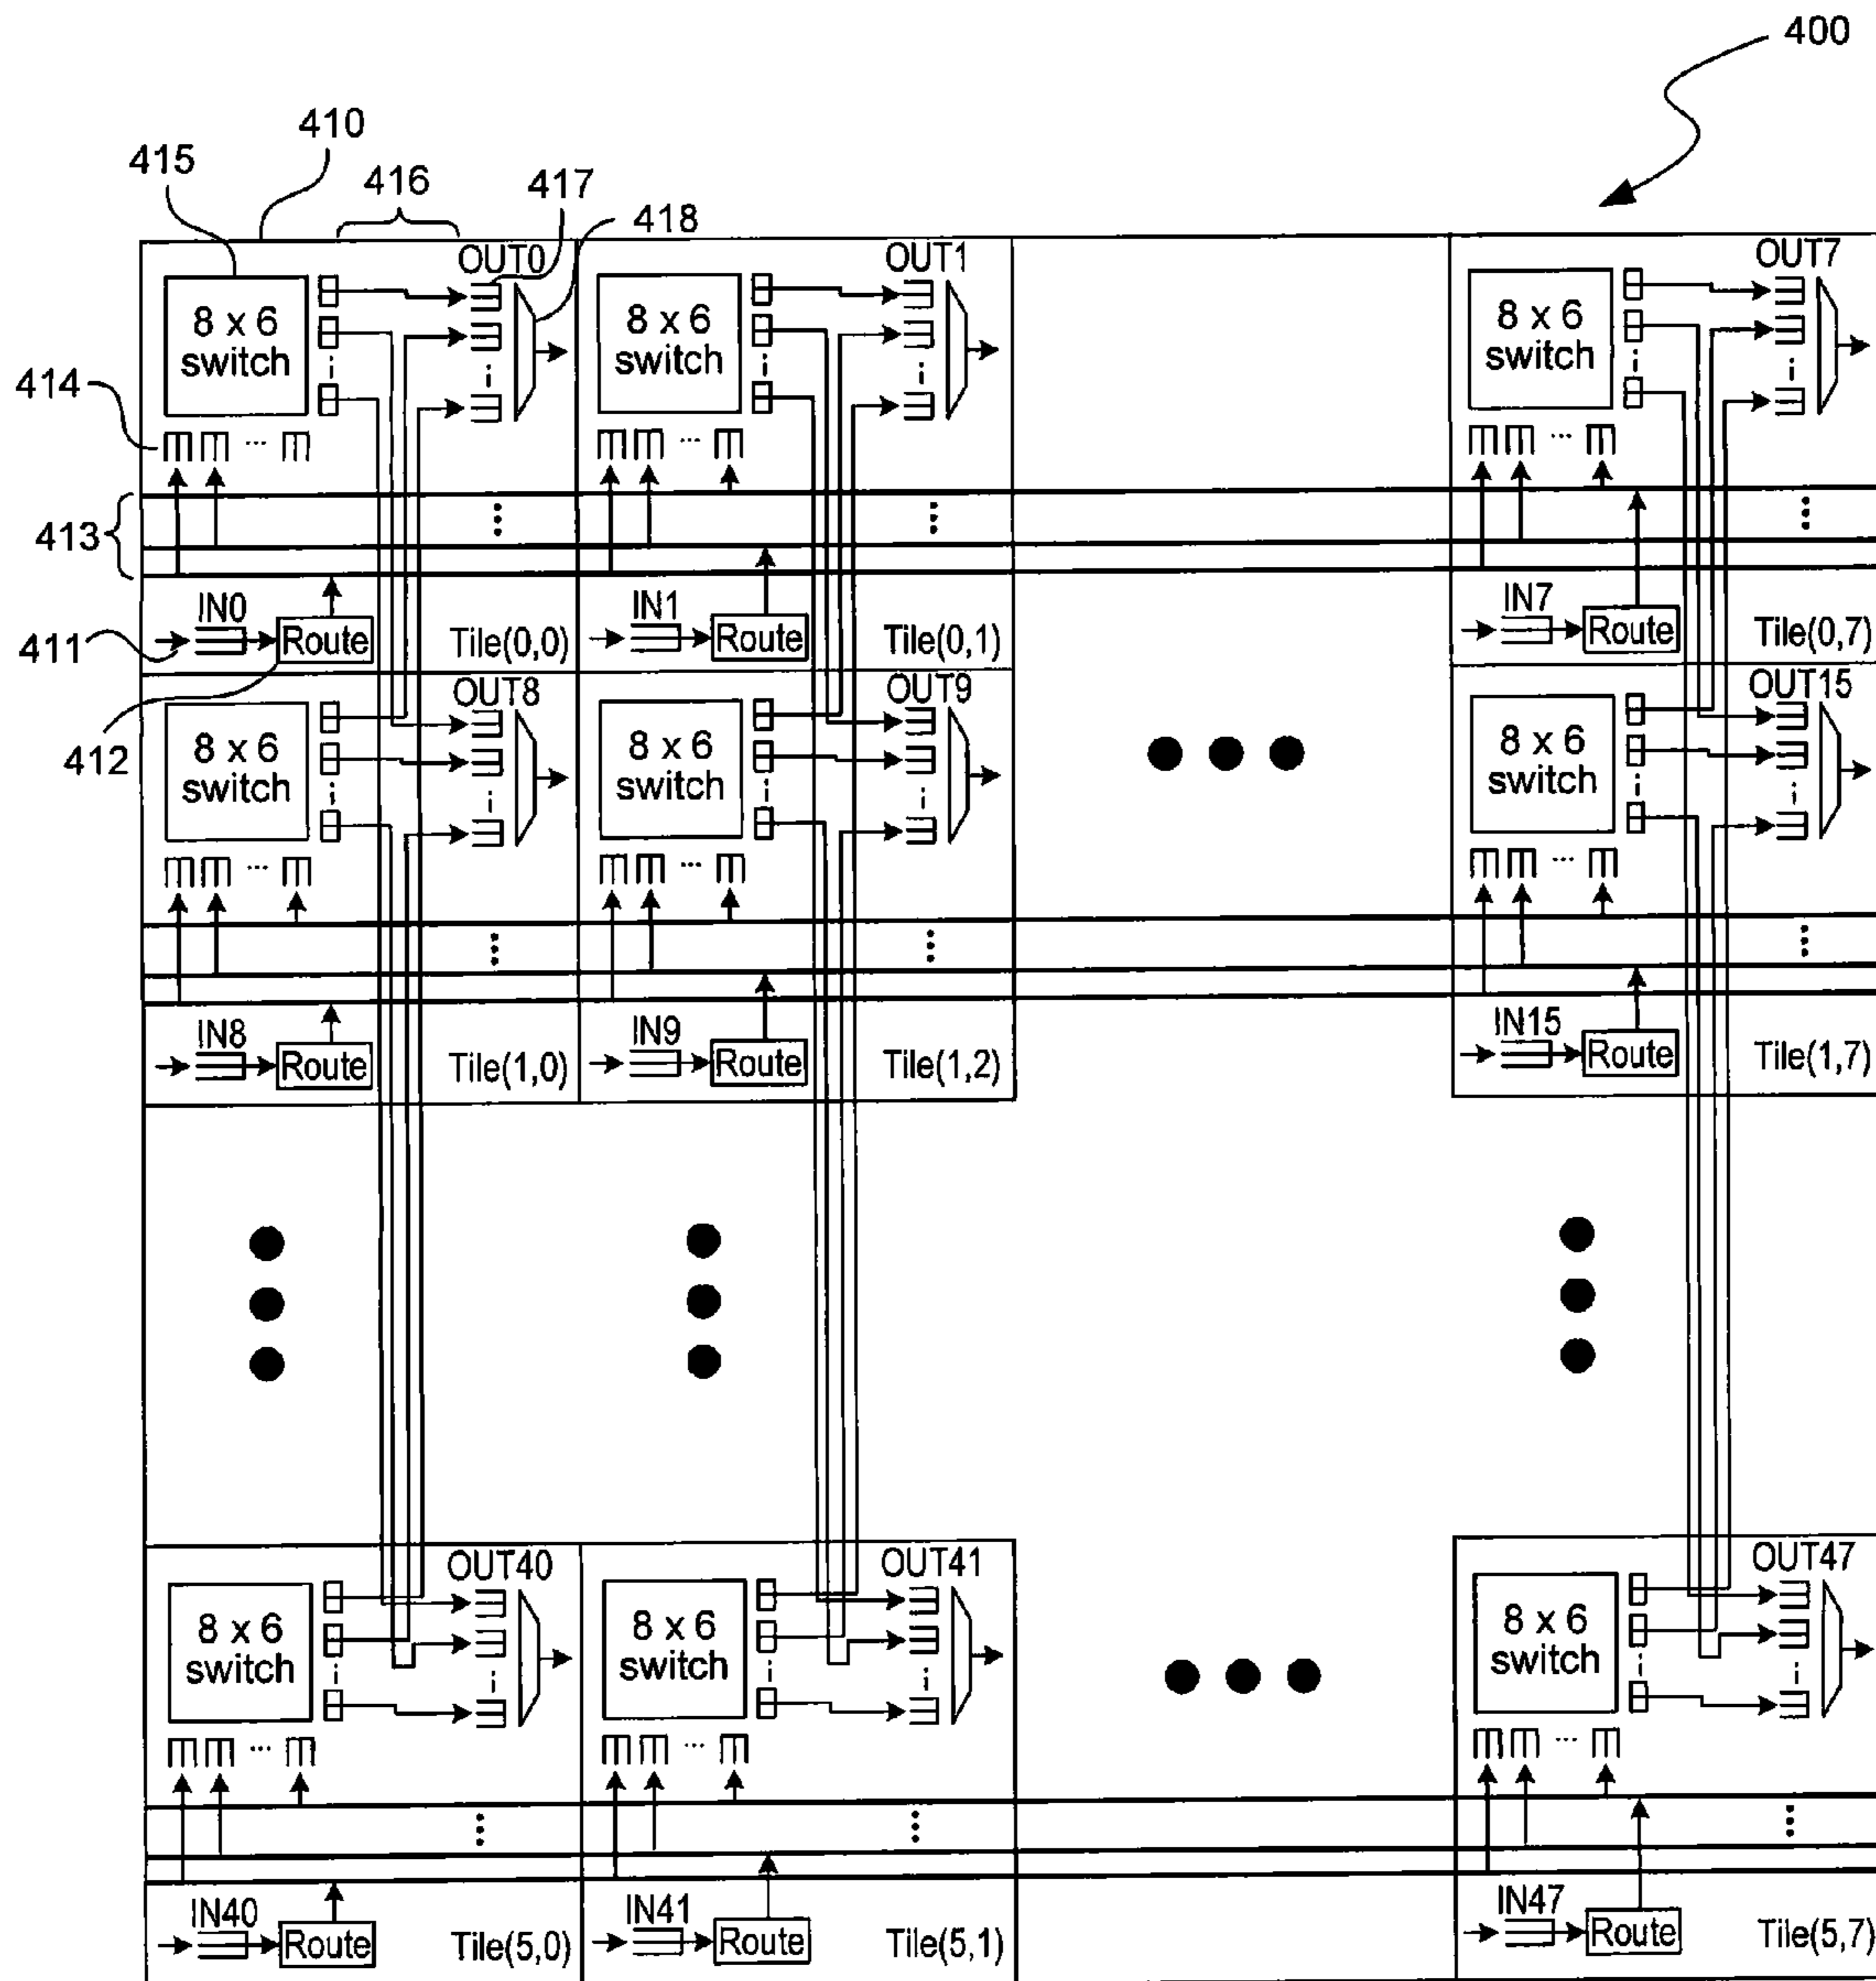 400
410
415
416
417
418
OUT0
OUT1
OUT7
8 x 6
switch
8 x 6
switch
8 x 6
switch
414
...
...
...
413
IN0
IN1
IN7
411
Route
Tile(0,0)
Route
Tile(0,1)
Route
Tile(0,7)
412
OUT8
OUT9
OUT15
8 x 6
switch
8 x 6
switch
8 x 6
switch
...
...
...
IN8
IN9
IN15
Route
Tile(1,0)
Route
Tile(1,2)
Route
Tile(1,7)
OUT40
OUT41
OUT47
8 x 6
switch
8 x 6
switch
8 x 6
switch
...
...
...
IN40
IN41
IN47
Route
Tile(5,0)
Route
Tile(5,1)
Route
Tile(5,7)